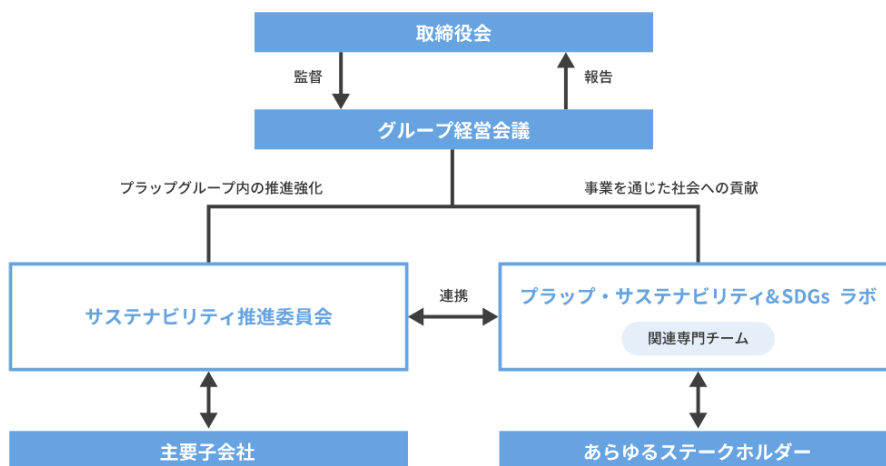 取締役会
監督
報告
グループ経営会議
プラップグループ内の推進強化
事業を通じた社会への貢献
サステナビリティ推進委員会
連携
プラップ・サステナビリティ&SDGs ラボ
関連専門チーム
主要子会社
あらゆるステークホルダー